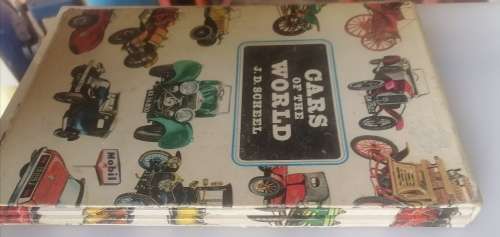 CARS
OF THE
WORLD
J. D. SCHEEL
Mobil